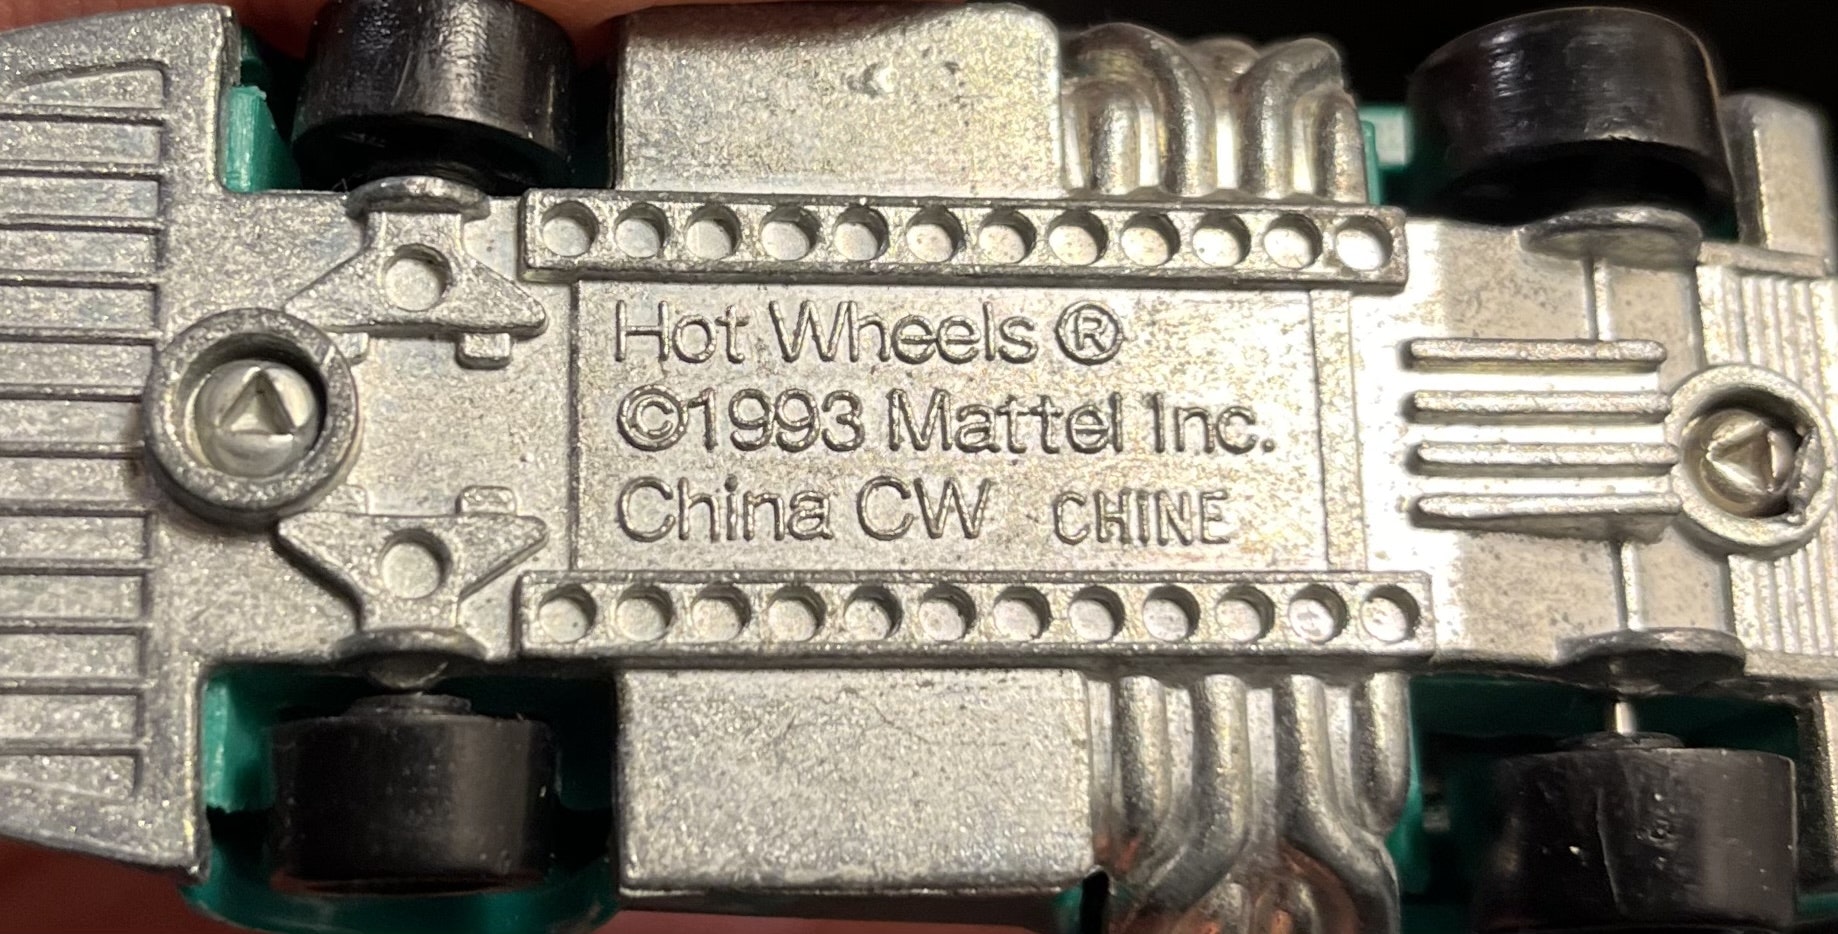 Hot Wheels ®
©1993 Mattel Inc.
China CW CHINE